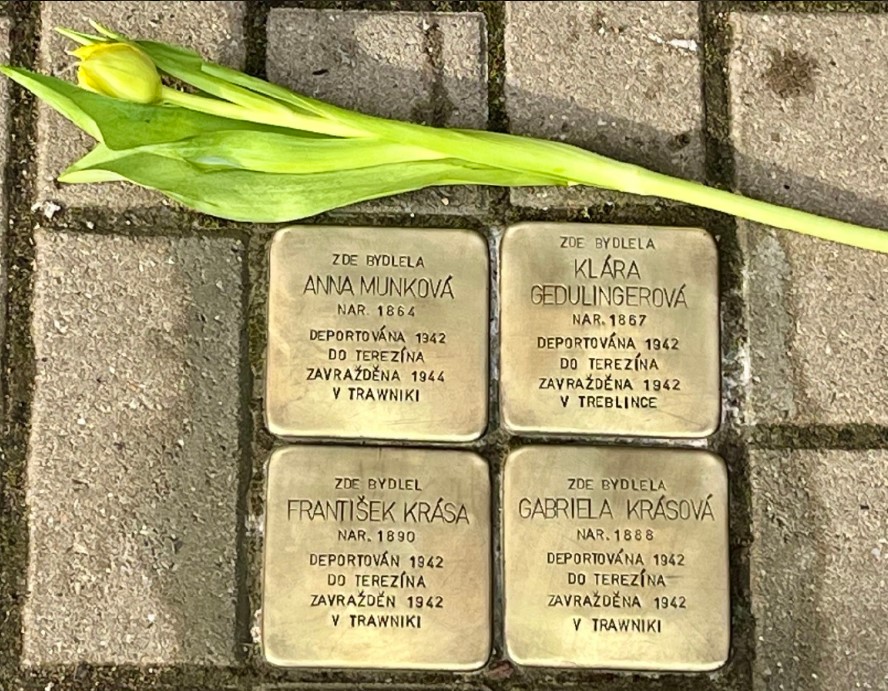 ZDE BYDLELA
ANNA MUNKOVÁ
NAR. 1864
DEPORTOVÁNA 1942
DO TEREZÍNA
ZAVRAŽDĚNA 1944
V TRAWNIKI
ZDE BYDLELA
KLÁRA
GEDULINGEROVÁ
NAR. 1867
DEPORTOVÁNA 1942
DO TEREZÍNA
ZAVRAŽDĚNA 1942
V TREBLINCE
ZDE BYDLEL
FRANTIŠEK KRÁSA
NAR. 1890
DEPORTOVÁN 1942
DO TEREZÍNA
ZAVRAŽDĚN 1942
V TRAWNIKI
ZDE BYDLELA
GABRIELA KRÁSOVÁ
NAR. 1888
DEPORTOVÁNA 1942
DO TEREZÍNA
ZAVRAŽDĚNA 1942
V TRAWNIKI